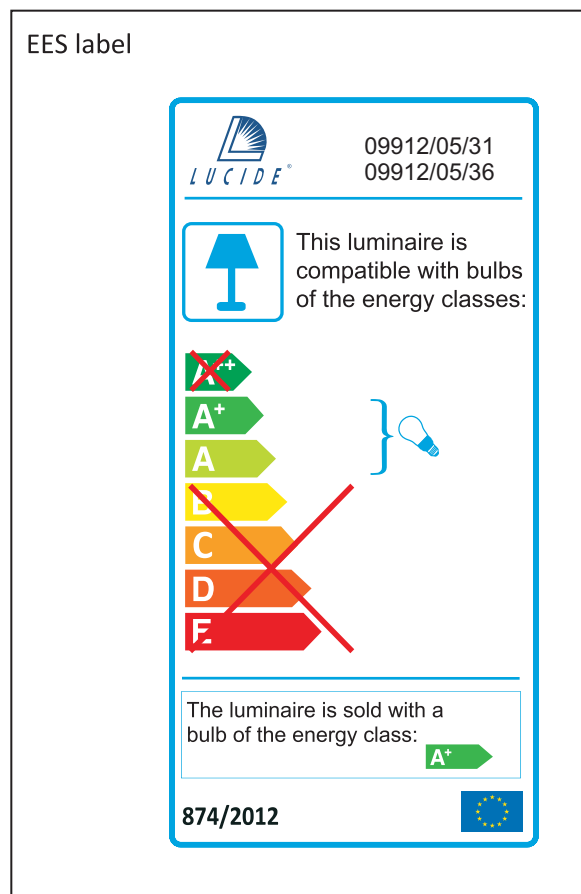 EES label
LUCIDE®
09912/05/31
09912/05/36
This luminaire is
compatible with bulbs
of the energy classes:
A++
A+
A
B
C
D
E
The luminaire is sold with a
bulb of the energy class:
A+
874/2012